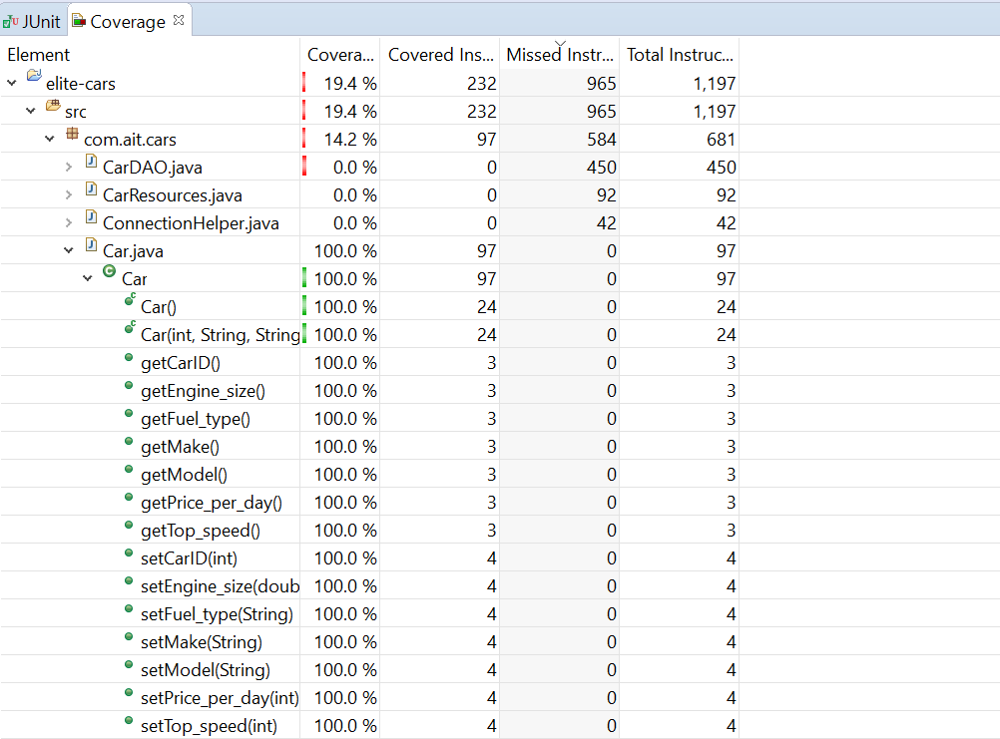 JUnit Coverage
Element Covera... Covered Ins... Missed Instr... Total Instruc...
elite-cars 19.4 % 232 965 1,197
src 19.4 % 232 965 1,197
com.ait.cars 14.2 % 97 584 681
CarDAO.java 0.0 % 0 450 450
CarResources.java 0.0 % 0 92 92
ConnectionHelper.java 0.0 % 0 42 42
Car.java 100.0 % 97 0 97
Car 100.0 % 97 0 97
Car() 100.0 % 24 0 24
Car(int, String, String 100.0 % 24 0 24
getCarID() 100.0 % 3 0 3
getEngine_size() 100.0 % 3 0 3
getFuel_type() 100.0 % 3 0 3
getMake() 100.0 % 3 0 3
getModel() 100.0 % 3 0 3
getPrice_per_day() 100.0 % 3 0 3
getTop_speed() 100.0 % 3 0 3
setCarID(int) 100.0 % 4 0 4
setEngine_size(doub 100.0 % 4 0 4
setFuel_type(String) 100.0 % 4 0 4
setMake(String) 100.0 % 4 0 4
setModel(String) 100.0 % 4 0 4
setPrice_per_day(int) 100.0 % 4 0 4
setTop_speed(int) 100.0 % 4 0 4